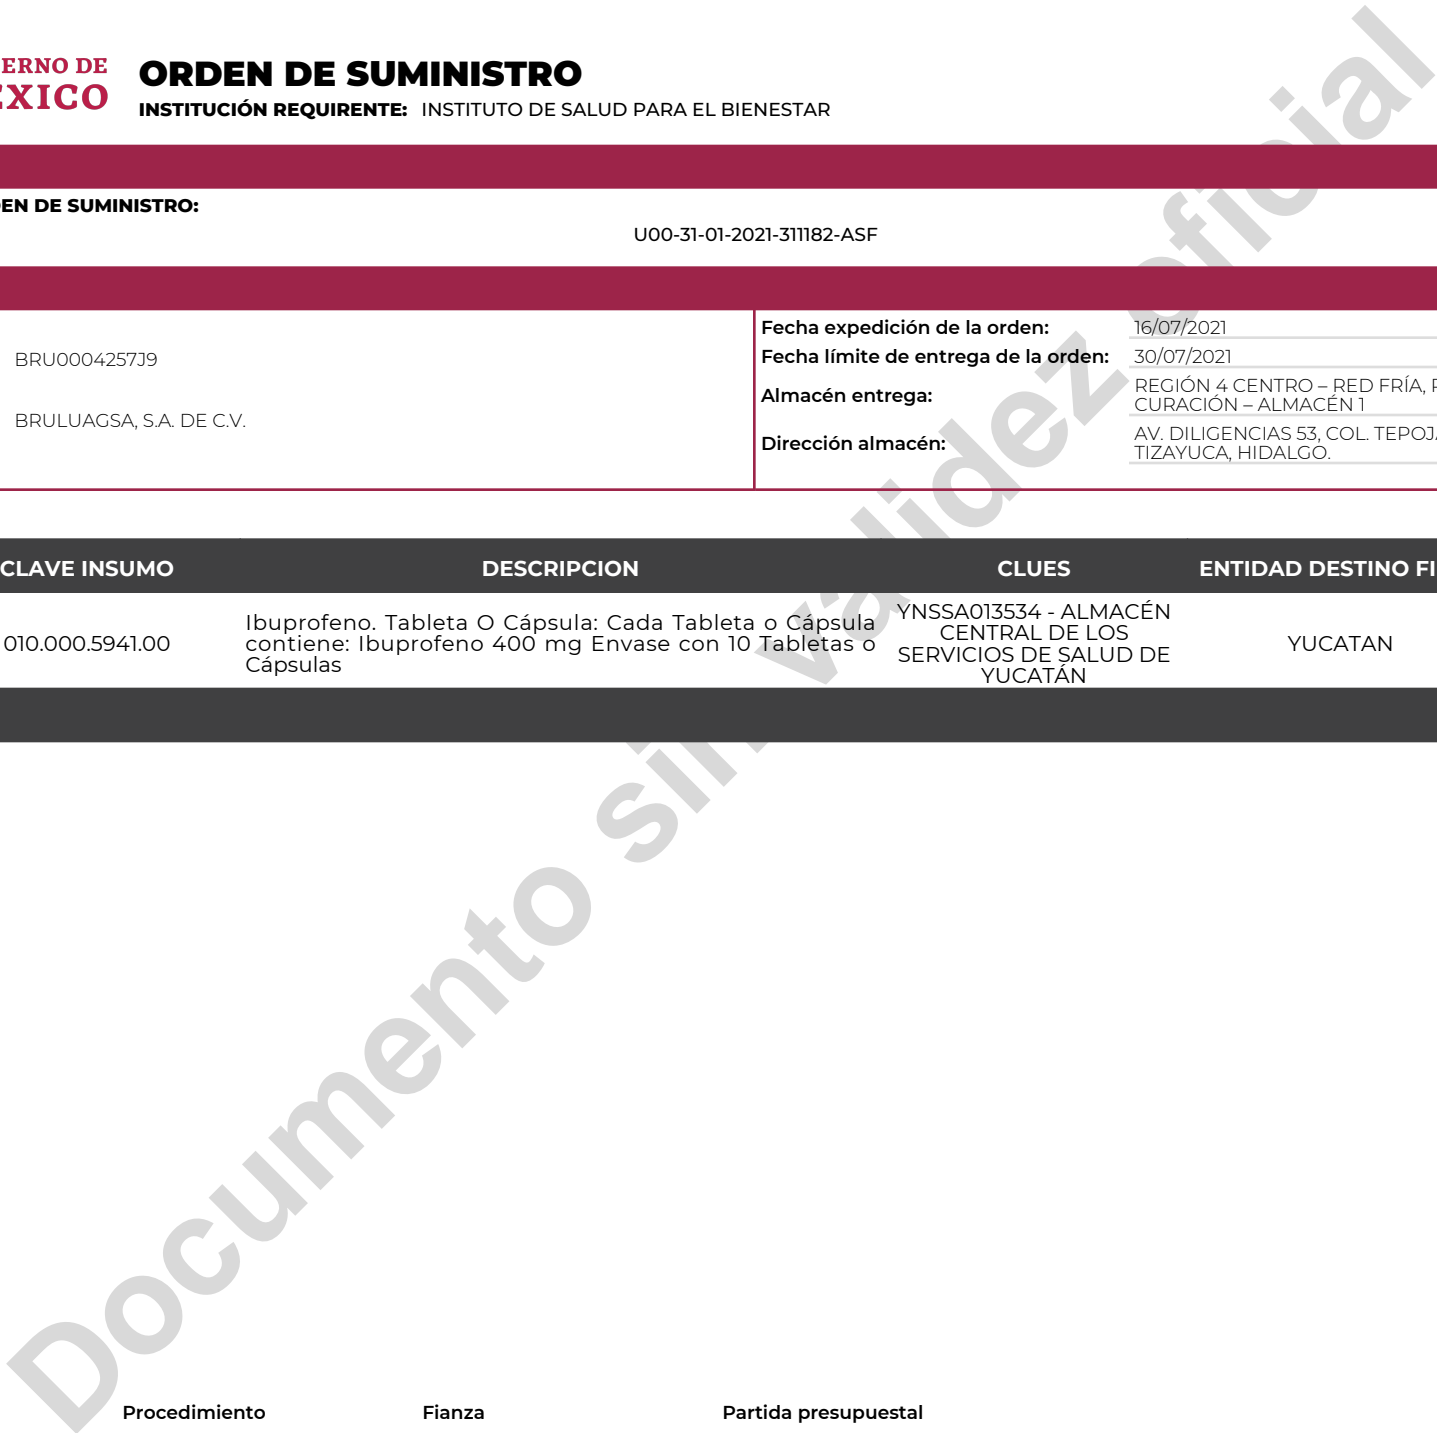 ERNO DE
EXICO
ORDEN DE SUMINISTRO
INSTITUCIÓN REQUIRENTE: INSTITUTO DE SALUD PARA EL BIENESTAR
EN DE SUMINISTRO:
U00-31-01-2021-311182-ASF
BRU0004257J9
BRULUAGSA, S.A. DE C.V.
Fecha expedición de la orden: 16/07/2021
Fecha límite de entrega de la orden: 30/07/2021
Almacén entrega: REGIÓN 4 CENTRO – RED FRÍA,
CURACIÓN – ALMACÉN 1
Dirección almacén: AV. DILIGENCIAS 53, COL. TEPOJ
TIZAYUCA, HIDALGO.
CLAVE INSUMO DESCRIPCION CLUES ENTIDAD DESTINO FI
010.000.5941.00
Ibuprofeno. Tableta O Cápsula: Cada Tableta o Cápsula
contiene: Ibuprofeno 400 mg Envase con 10 Tabletas o
Cápsulas
YNSSA013534 - ALMACÉN
CENTRAL DE LOS
SERVICIOS DE SALUD DE
YUCATÁN
YUCATAN
Documento sin validez oficial
Procedimiento Fianza Partida presupuestal